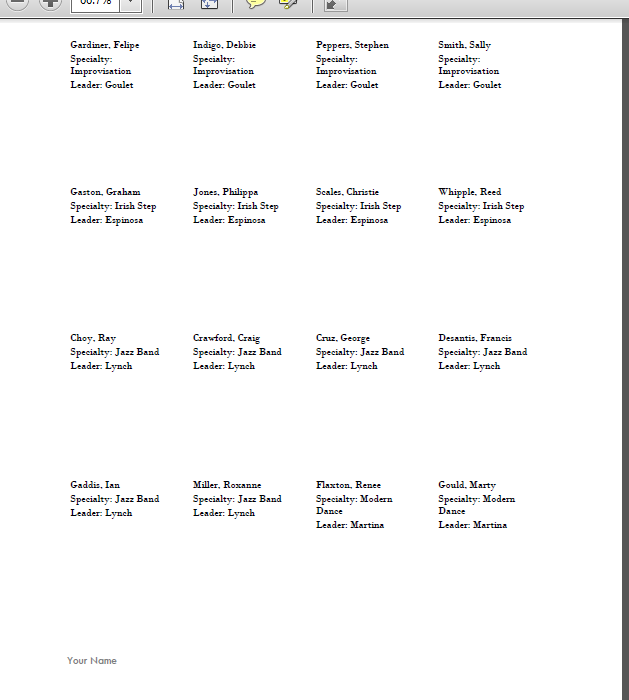 Gardiner, Felipe
Specialty:
Improvisation
Leader: Goulet
Indigo, Debbie
Specialty:
Improvisation
Leader: Goulet
Peppers, Stephen
Specialty:
Improvisation
Leader: Goulet
Smith, Sally
Specialty:
Improvisation
Leader: Goulet
Gaston, Graham
Specialty: Irish Step
Leader: Espinosa
Jones, Philippa
Specialty: Irish Step
Leader: Espinosa
Scales, Christie
Specialty: Irish Step
Leader: Espinosa
Whipple, Reed
Specialty: Irish Step
Leader: Espinosa
Choy, Ray
Specialty: Jazz Band
Leader: Lynch
Crawford, Craig
Specialty: Jazz Band
Leader: Lynch
Cruz, George
Specialty: Jazz Band
Leader: Lynch
Desantis, Francis
Specialty: Jazz Band
Leader: Lynch
Gaddis, Ian
Specialty: Jazz Band
Leader: Lynch
Miller, Roxanne
Specialty: Jazz Band
Leader: Lynch
Flaxton, Renee
Specialty: Modern
Dance
Leader: Martina
Gould, Marty
Specialty: Modern
Dance
Leader: Martina
Your Name